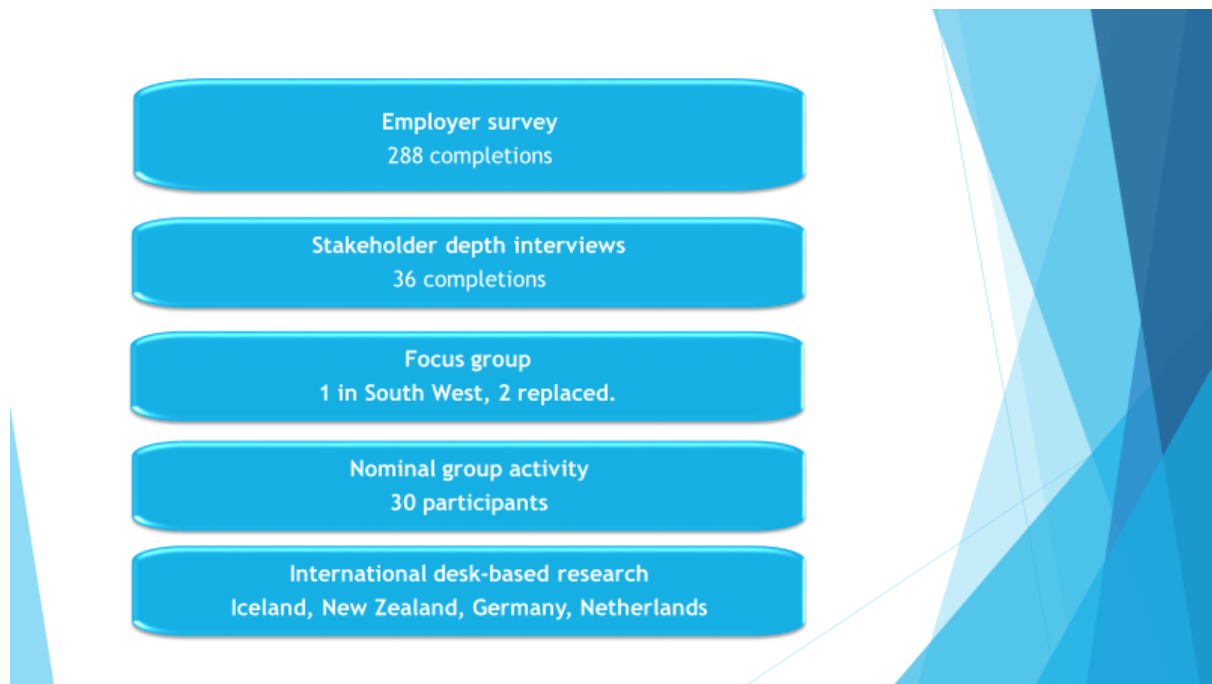 Employer survey
288 completions
Stakeholder depth interviews
36 completions
Focus group
1 in South West, 2 replaced.
Nominal group activity
30 participants
International desk-based research
Iceland, New Zealand, Germany, Netherlands